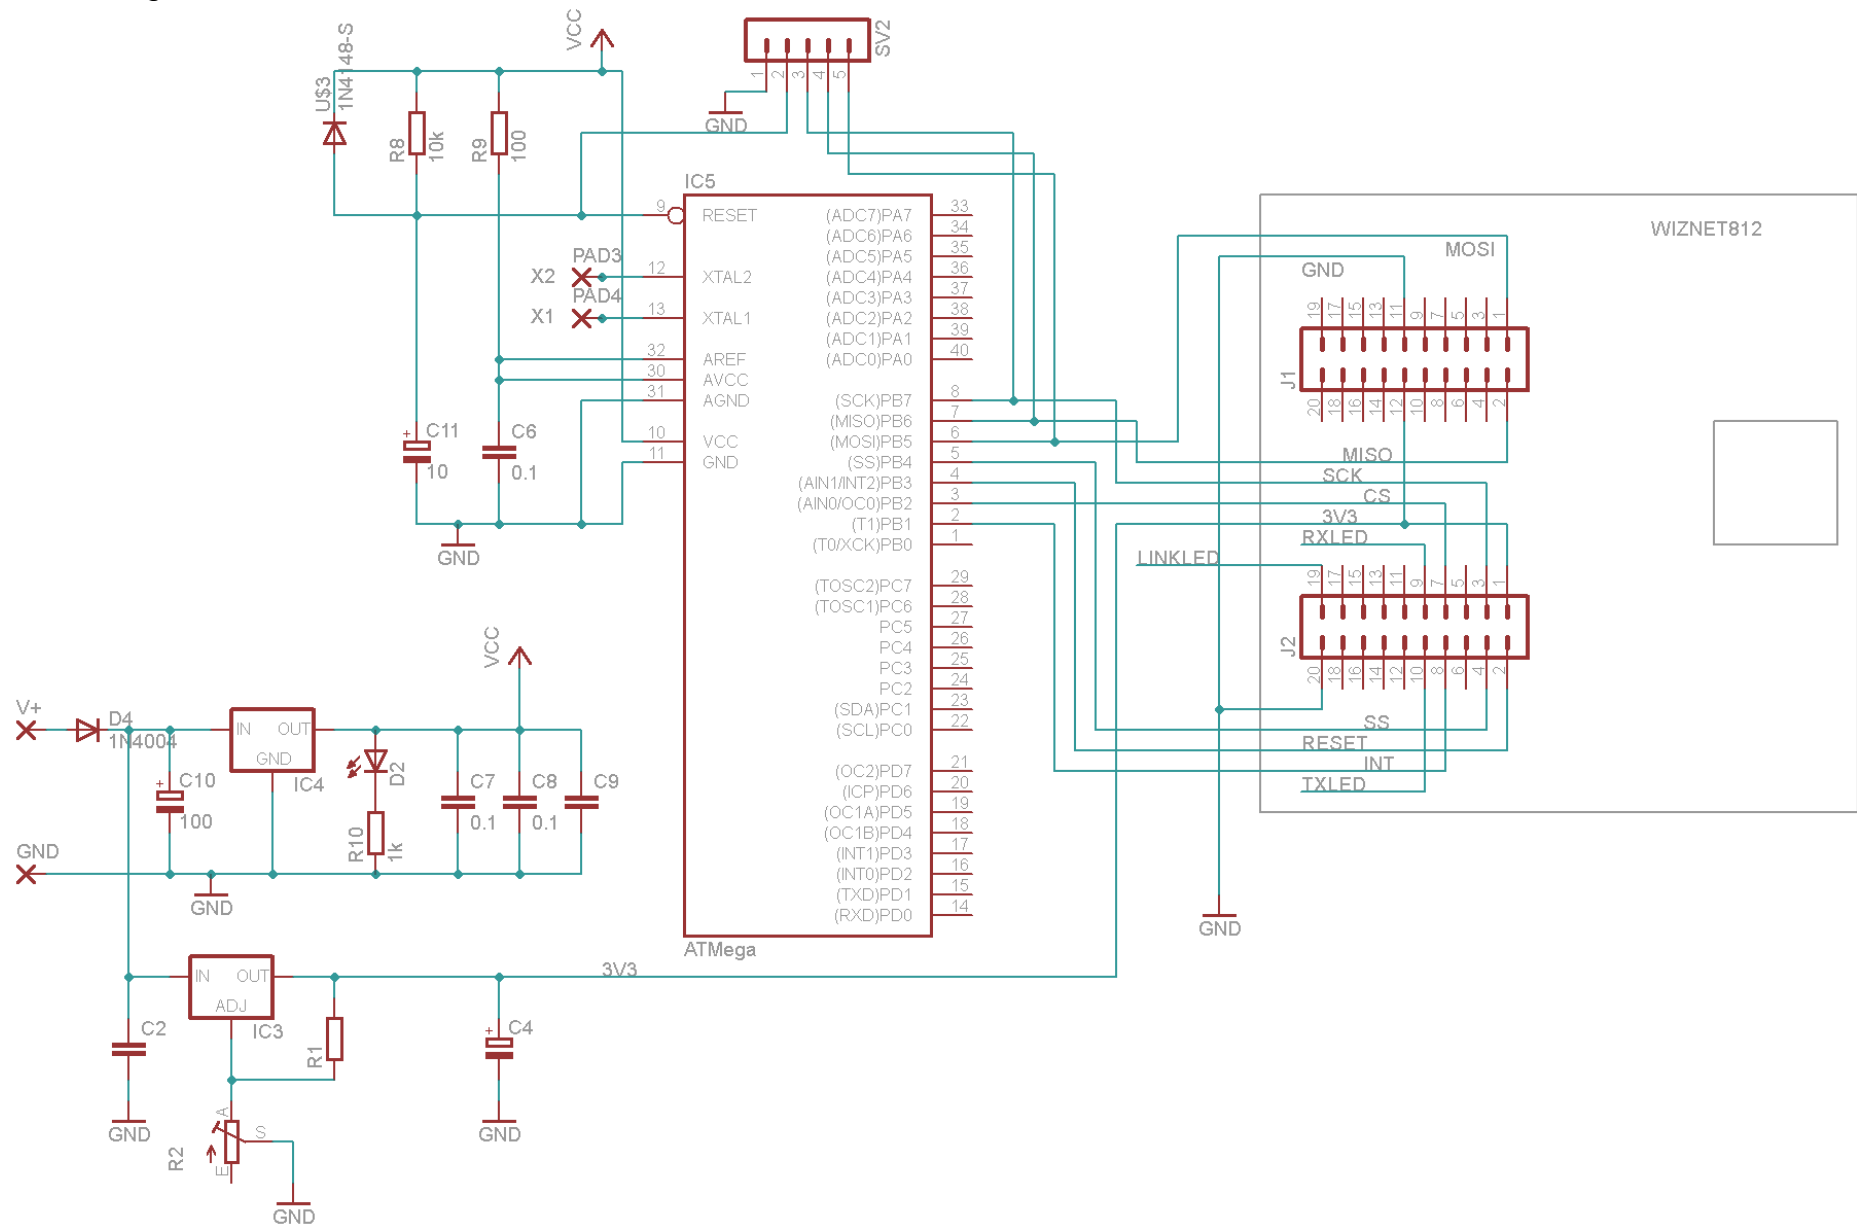 VCC
SV2
1
2
3
4
5
GND
U$3
1N4148-S
R8
10k
R9
100
IC5
9
RESET
PAD3
X2
12
XTAL2
PAD4
X1
13
XTAL1
32
AREF
30
AVCC
31
AGND
10
VCC
11
GND
C11
+
10
C6
0.1
GND
(ADC7)PA7
33
(ADC6)PA6
34
(ADC5)PA5
35
(ADC4)PA4
36
(ADC3)PA3
37
(ADC2)PA2
38
(ADC1)PA1
39
(ADC0)PA0
40
(SCK)PB7
8
(MISO)PB6
7
(MOSI)PB5
6
(SS)PB4
5
(AIN1/INT2)PB3
4
(AIN0/OC0)PB2
3
(T1)PB1
2
(T0/XCK)PB0
1
(TOSC2)PC7
29
(TOSC1)PC6
28
PC5
27
PC4
26
PC3
25
PC2
24
(SDA)PC1
23
(SCL)PC0
22
(OC2)PD7
21
(ICP)PD6
20
(OC1A)PD5
19
(OC1B)PD4
18
(INT1)PD3
17
(INT0)PD2
16
(TXD)PD1
15
(RXD)PD0
14
ATMega
WIZNET812
MOSI
GND
19 17 15 13 11 9 7 5 3 1
J1
20 18 16 14 12 10 8 6 4 2
MISO
SCK
CS
3V3
RXLED
LINKLED
19 17 15 13 11 9 7 5 3 1
J2
20 18 16 14 12 10 8 6 4 2
SS
RESET
INT
TXLED
GND
VCC
V+
D4
1N4004
IN
OUT
GND
IC4
C10
+
100
D2
R10
1k
C7
0.1
C8
0.1
C9
GND
GND
IN
OUT
ADJ
IC3
3V3
C2
R1
C4
+
GND
GND
A
S
E
R2
GND